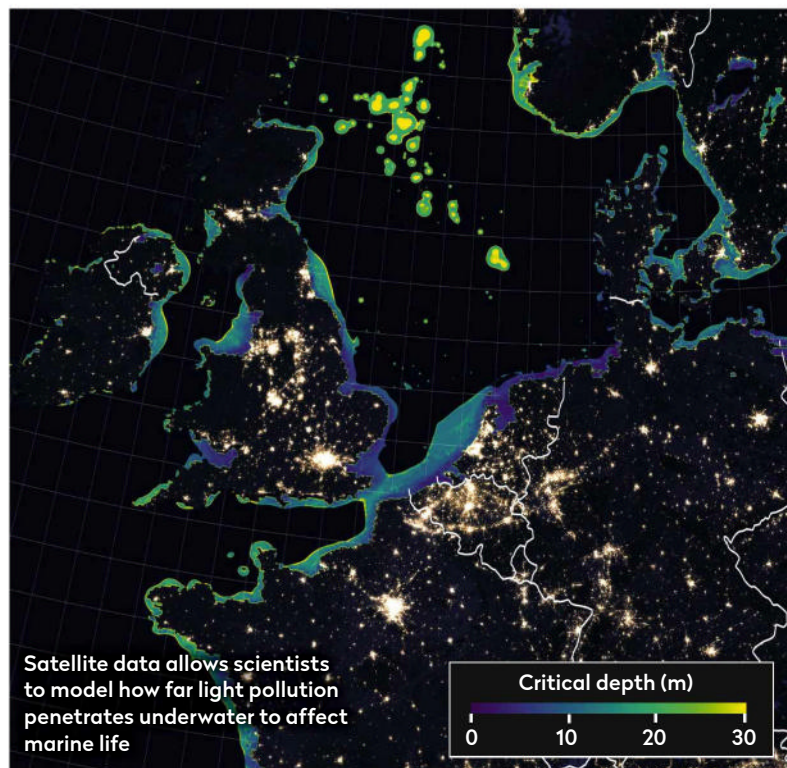 Satellite data allows scientists
to model how far light pollution
penetrates underwater to affect
marine life
Critical depth (m)
0 10 20 30